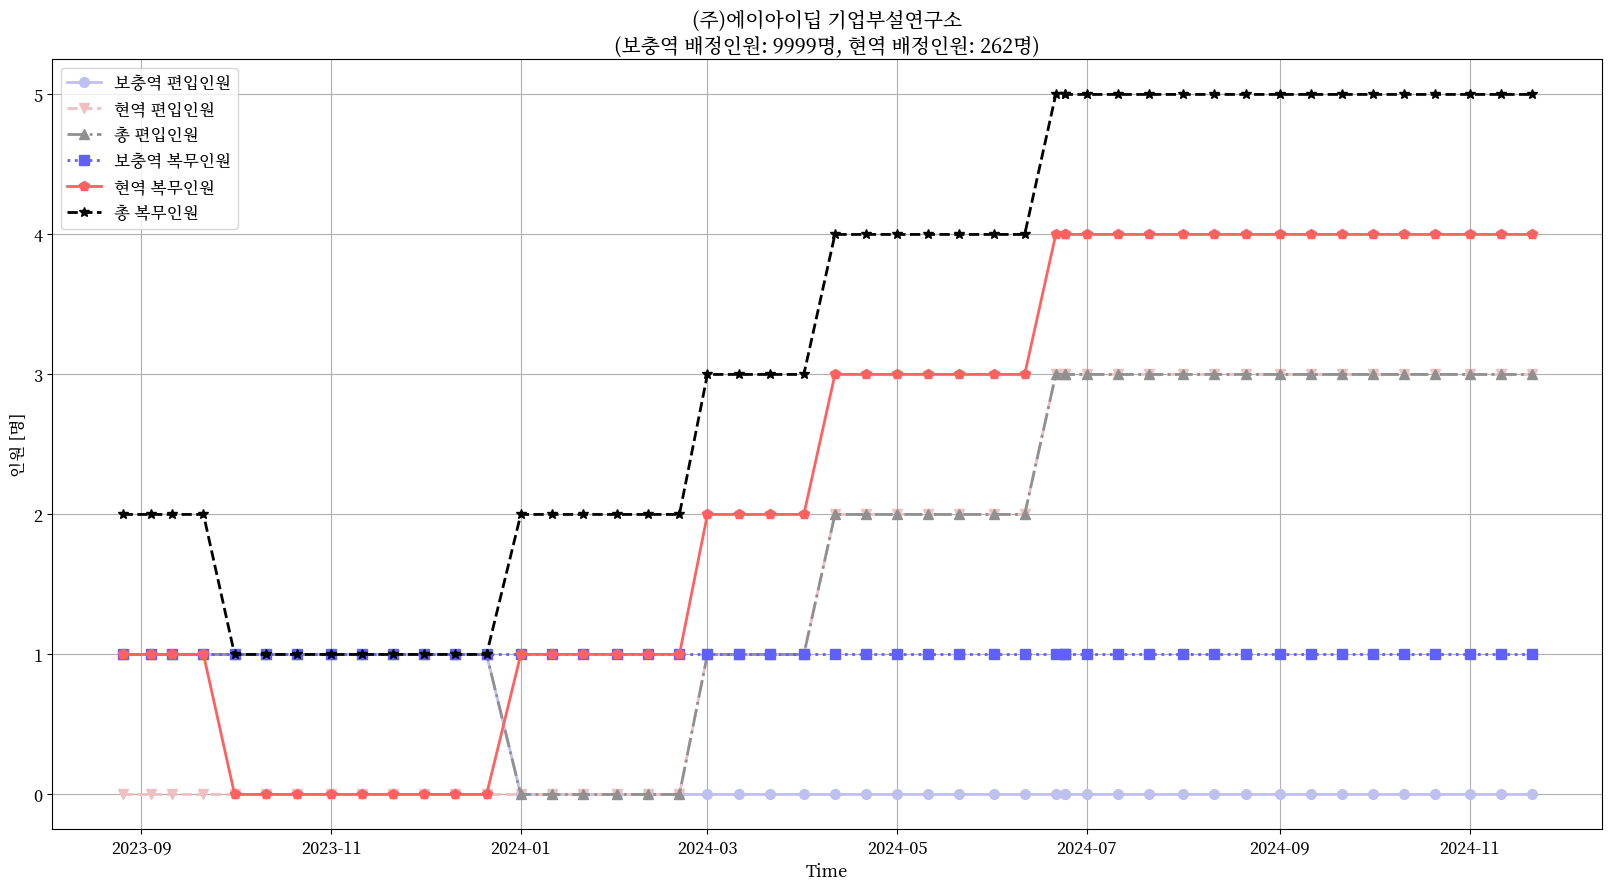 (주)에이아이딥 기업부설연구소
(보충역 배정인원: 9999명, 현역 배정인원: 262명)
보충역 편입인원
현역 편입인원
총 편입인원
보충역 복무인원
현역 복무인원
총 복무인원
인원 [명]
5
4
3
2
1
0
2023-09
2023-11
2024-01
2024-03
2024-05
2024-07
2024-09
2024-11
Time